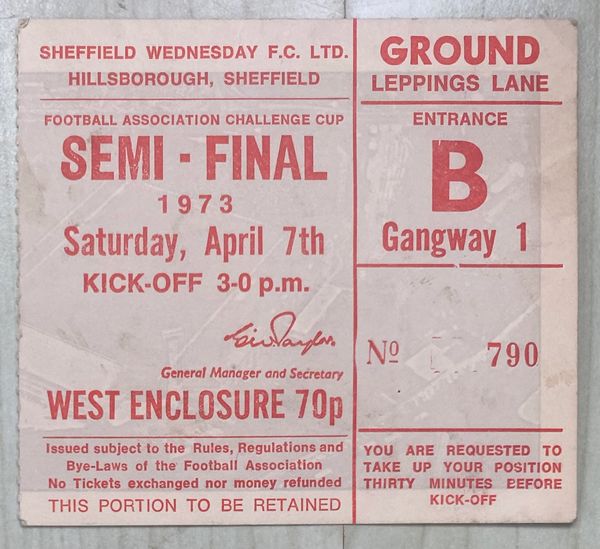 SHEFFIELD WEDNESDAY F.C. LTD.
HILLSBOROUGH, SHEFFIELD
FOOTBALL ASSOCIATION CHALLENGE CUP
SEMI - FINAL
1973
Saturday, April 7th
KICK-OFF 3-0 p.m.
General Manager and Secretary
WEST ENCLOSURE 70p
Issued subject to the Rules, Regulations and
Bye-Laws of the Football Association
No Tickets exchanged nor money refunded
THIS PORTION TO BE RETAINED
GROUND
LEPPINGS LANE
ENTRANCE
B
Gangway 1
No 790
YOU ARE REQUESTED TO
TAKE UP YOUR POSITION
THIRTY MINUTES BEFORE
KICK-OFF